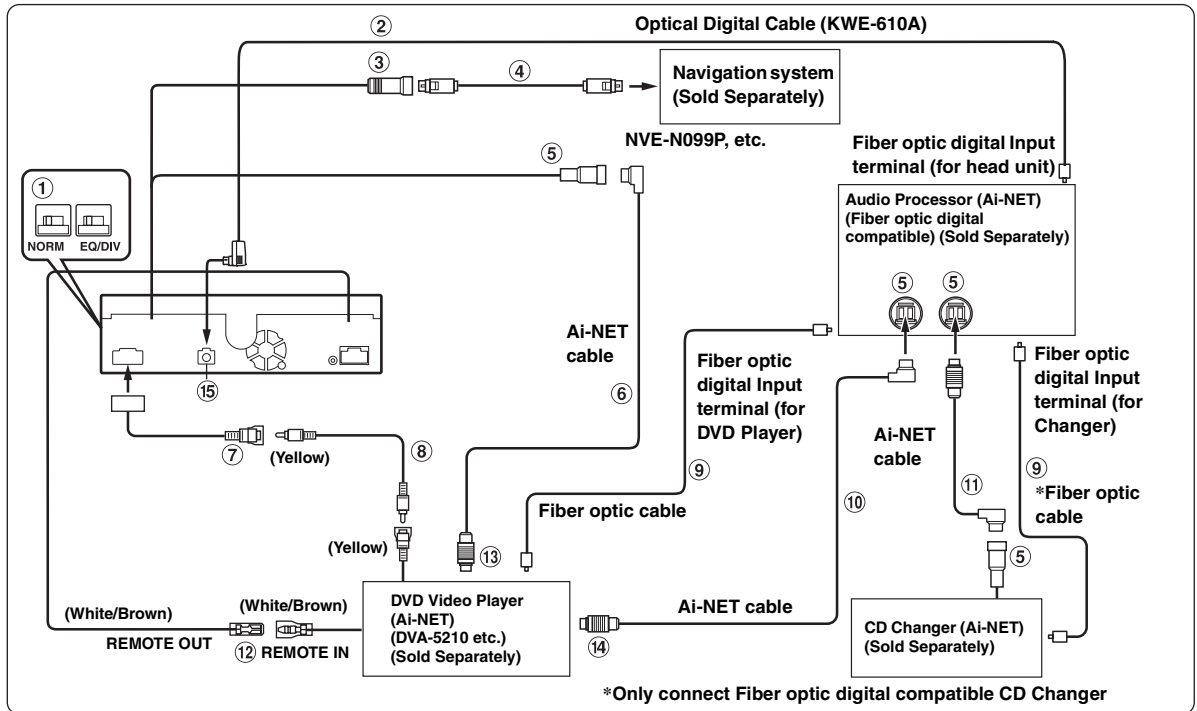 ②
Optical Digital Cable (KWE-610A)
③
④
Navigation system
(Sold Separately)
NVE-N099P, etc.
Fiber optic digital Input
terminal (for head unit)
⑤
①
NORM EQ/DIV
Audio Processor (Ai-NET)
(Fiber optic digital
compatible) (Sold Separately)
⑤ ⑤
Ai-NET
cable
⑥
⑮
Fiber optic
digital Input
terminal (for
DVD Player)
Fiber optic
digital Input
terminal (for
Changer)
Ai-NET
cable
⑦
(Yellow)
⑧
⑨
⑩
⑪
⑨
*Fiber optic
cable
Fiber optic cable
(Yellow)
⑬
⑤
(White/Brown)
REMOTE OUT
(White/Brown)
⑫ REMOTE IN
DVD Video Player
(Ai-NET)
(DVA-5210 etc.)
(Sold Separately)
Ai-NET cable
⑭
CD Changer (Ai-NET)
(Sold Separately)
*Only connect Fiber optic digital compatible CD Changer